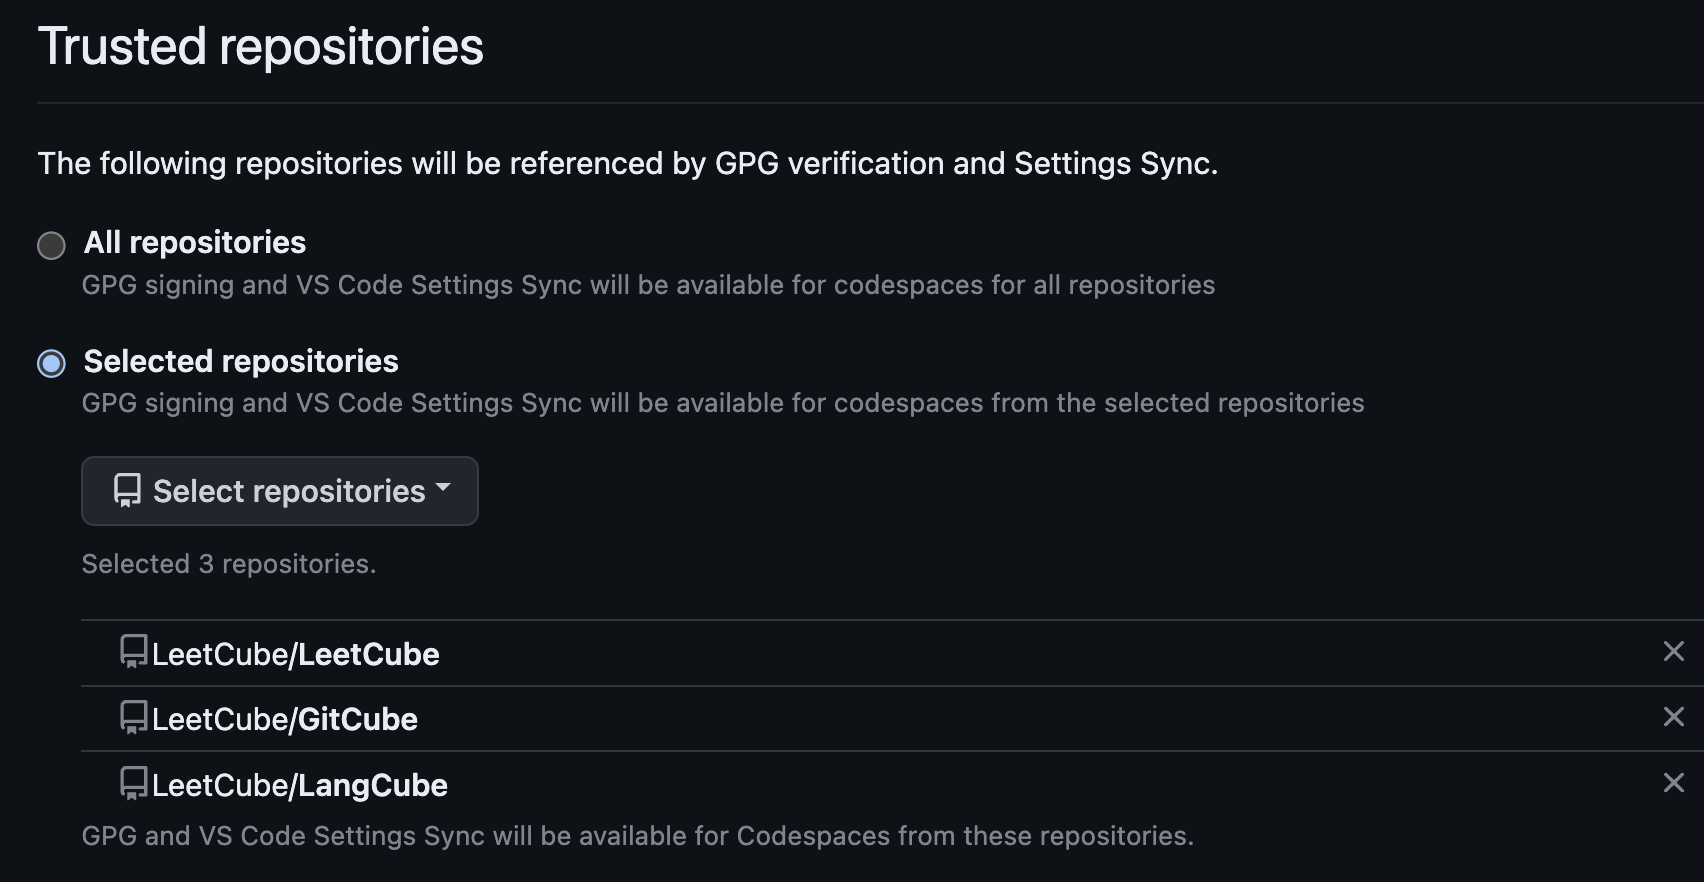 Trusted repositories
The following repositories will be referenced by GPG verification and Settings Sync.
All repositories
GPG signing and VS Code Settings Sync will be available for codespaces for all repositories
Selected repositories
GPG signing and VS Code Settings Sync will be available for codespaces from the selected repositories
Select repositories
Selected 3 repositories.
LeetCube/LeetCube
LeetCube/GitCube
LeetCube/LangCube
GPG and VS Code Settings Sync will be available for Codespaces from these repositories.